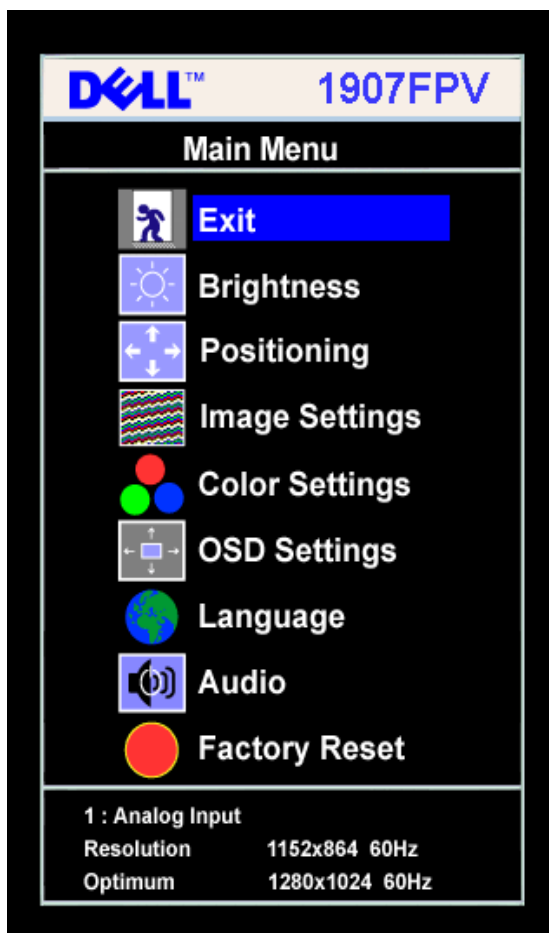 DELL™ 1907FPV
Main Menu
Exit
Brightness
Positioning
Image Settings
Color Settings
OSD Settings
Language
Audio
Factory Reset
1 : Analog Input
Resolution 1152x864 60Hz
Optimum 1280x1024 60Hz